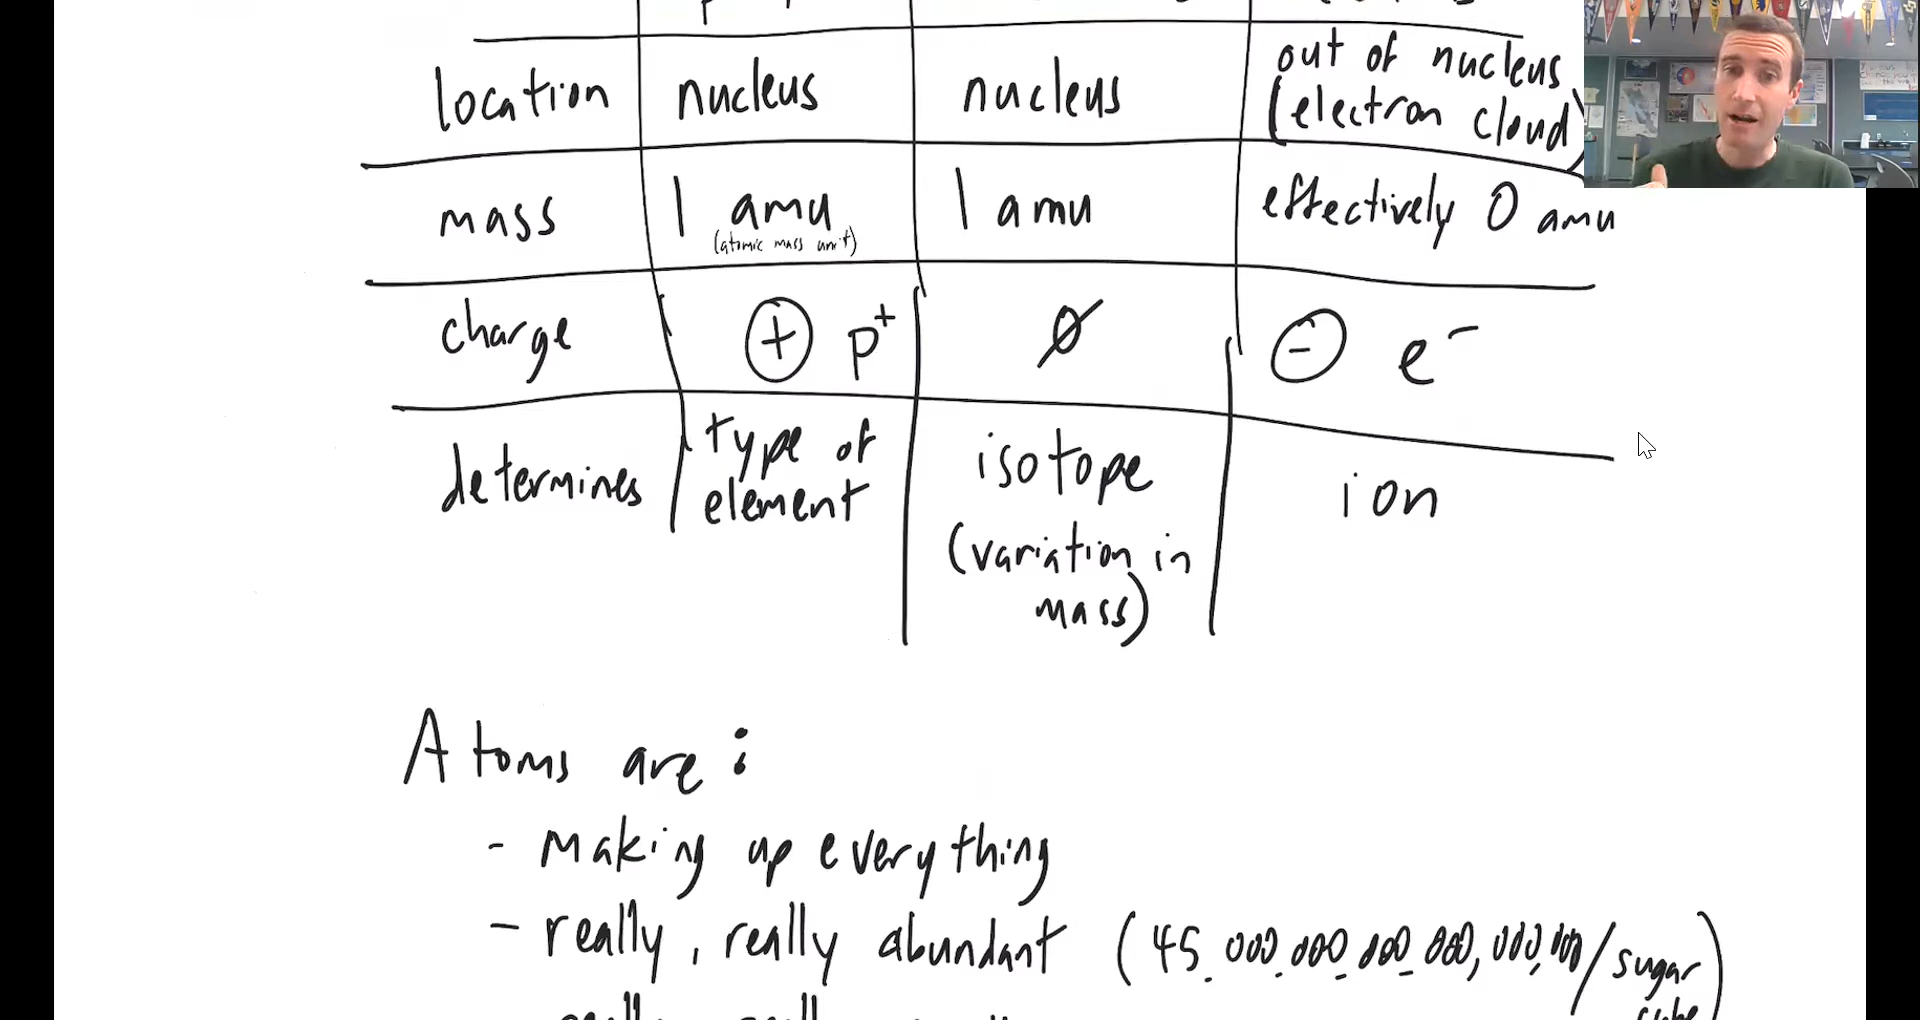 location nucleus nucleus out of nucleus
(electron cloud)
mass 1 amu 1 amu effectively 0 amu
(atomic mass unit)
charge + p+ ∅ - e-
determines type of
element isotope ion
(variation in
mass)
Atoms are:
- making up everything
- really, really abundant (45,000,000,000,000,000,000/sugar